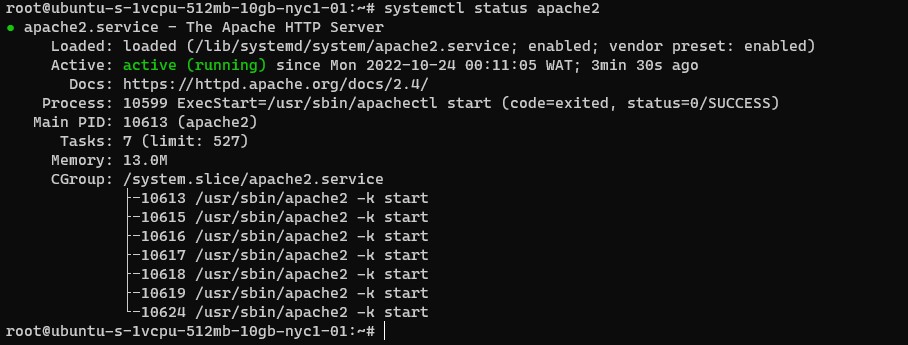 root@ubuntu-s-1vcpu-512mb-10gb-nyc1-01:~# systemctl status apache2
● apache2.service - The Apache HTTP Server
Loaded: loaded (/lib/systemd/system/apache2.service; enabled; vendor preset: enabled)
Active: active (running) since Mon 2022-10-24 00:11:05 WAT; 3min 30s ago
Docs: https://httpd.apache.org/docs/2.4/
Process: 10599 ExecStart=/usr/sbin/apachectl start (code=exited, status=0/SUCCESS)
Main PID: 10613 (apache2)
Tasks: 7 (limit: 527)
Memory: 13.0M
CGroup: /system.slice/apache2.service
├─10613 /usr/sbin/apache2 -k start
├─10615 /usr/sbin/apache2 -k start
├─10616 /usr/sbin/apache2 -k start
├─10617 /usr/sbin/apache2 -k start
├─10618 /usr/sbin/apache2 -k start
├─10619 /usr/sbin/apache2 -k start
└─10624 /usr/sbin/apache2 -k start
root@ubuntu-s-1vcpu-512mb-10gb-nyc1-01:~#